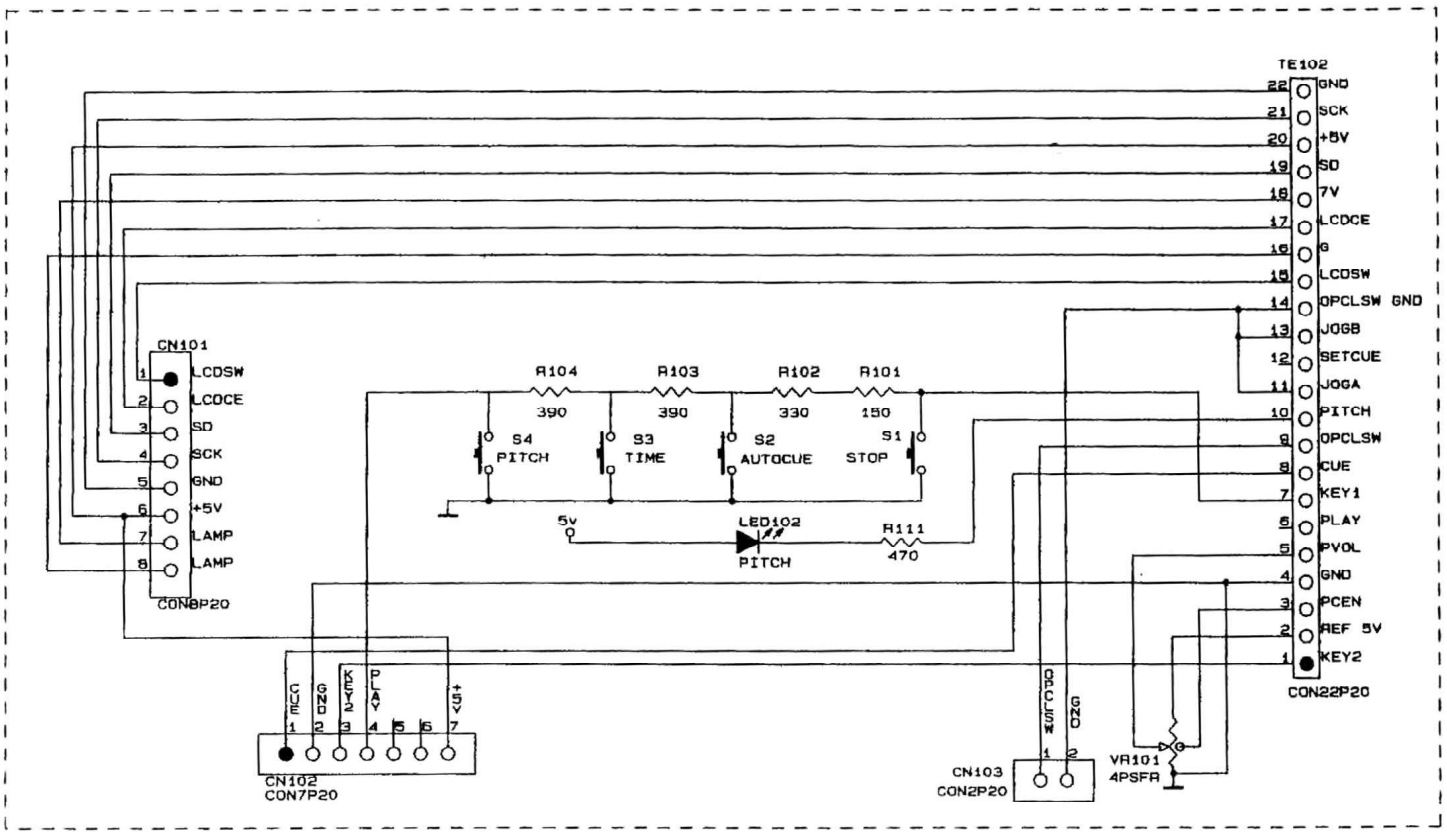 TE102
22 GND
21 SCK
20 +5V
19 SD
18 7V
17 LCDCE
16 G
15 LCDSW
14 OPCLSW GND
13 JOGB
12 SETCUE
11 JOGA
10 PITCH
9 OPCLSW
8 CUE
7 KEY1
6 PLAY
5 PVOL
4 GND
3 PCEN
2 REF 5V
1 KEY2
CON22P20
CN101
1 LCDSW
2 LCDCE
3 SD
4 SCK
5 GND
6 +5V
7 LAMP
8 LAMP
CON8P20
R104 R103 R102 R101
390 390 330 150
S4 S3 S2 S1
PITCH TIME AUTOCUE STOP
5V LED102 R111
PITCH 470
CUE GND KEY2 PLAY +5V
1 2 3 4 5 6 7
CN102
CON7P20
OPCLSW GND
1 2
CN103
CON2P20
VR101
4PSFR